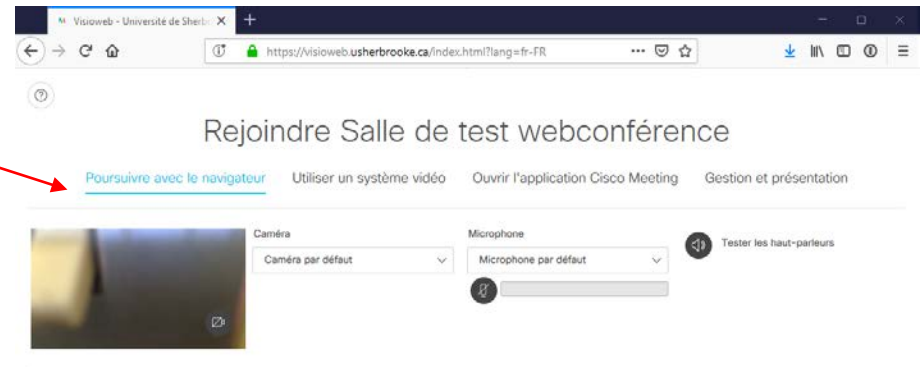 Visioweb - Université de Sherb
https://visioweb.usherbrooke.ca/index.html?lang=fr-FR
Rejoindre Salle de test webconférence
Poursuivre avec le navigateur Utiliser un système vidéo Ouvrir l'application Cisco Meeting Gestion et présentation
Caméra Microphone
Caméra par défaut Microphone par défaut Tester les haut-parleurs